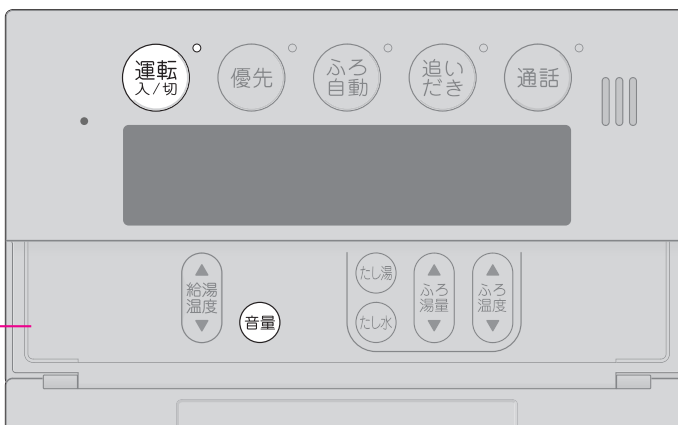 運転
入/切
優先
ふろ
自動
追い
だき
通話
給湯
温度
音量
たし湯
たし水
ふろ
湯量
ふろ
温度